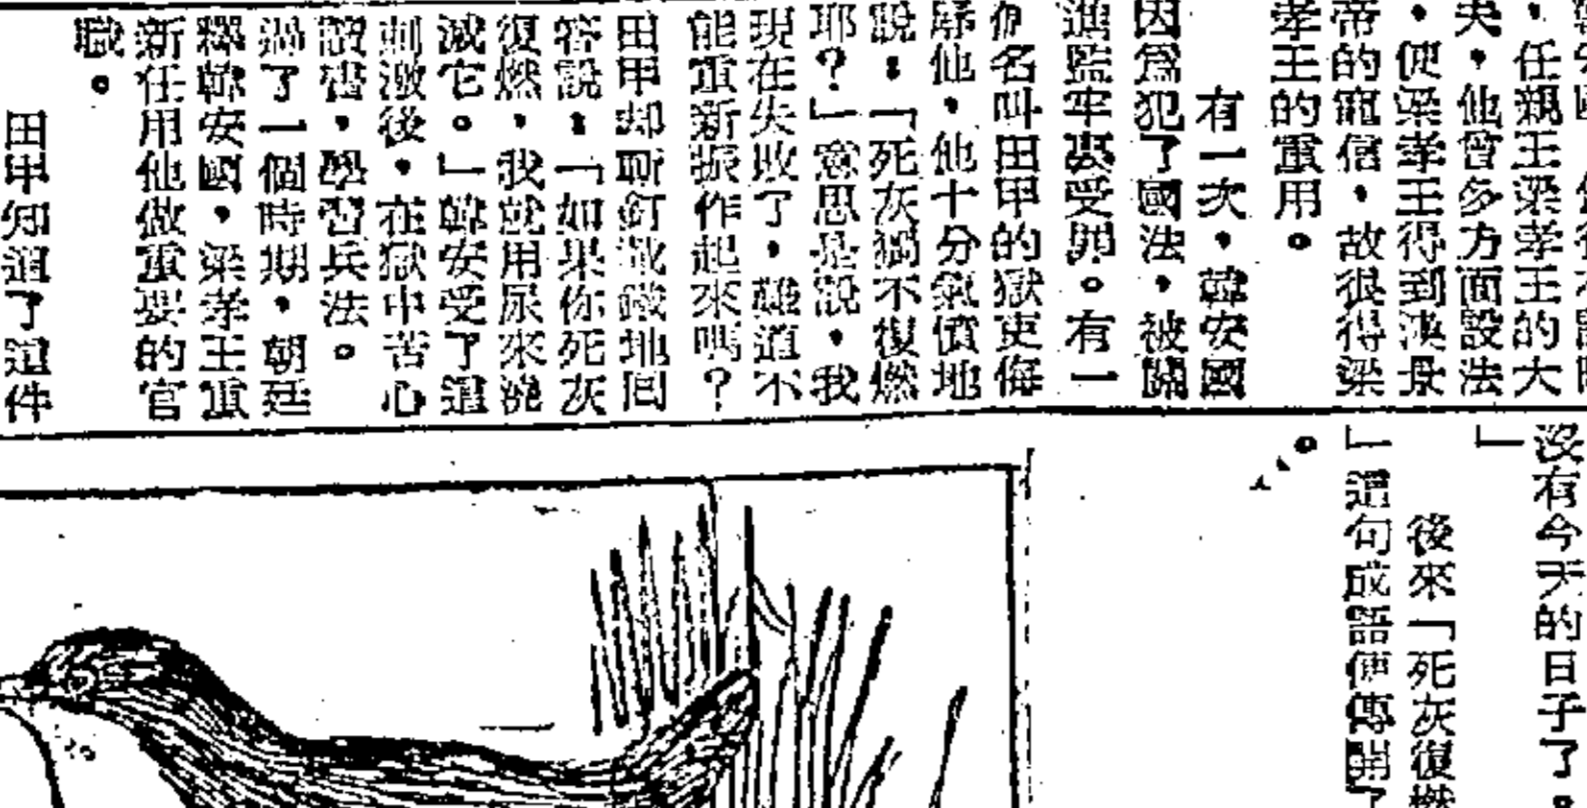 ，任親王梁孝王的大
夫，他曾多方面設法
，使梁孝王得到漢景
帝的寵信，故很得梁
孝王的重用。
有一次，韓安國
因爲犯了國法，被關
進監牢裏受罪。有一
個名叫田甲的獄吏侮
辱他，他十分氣憤地
說：「死灰獨不復燃
耶？」意思是說，我
現在失敗了，難道不
能重新振作起來嗎？
田甲却斬釘截鐵地回
答說：「如果你死灰
復燃，我就用尿來澆
滅它。」韓安受了這
刺激後，在獄中苦心
讀書，學習兵法。
過了一個時期，朝廷
釋韓安國，梁孝王重
新任用他做重要的官
職。
田甲知道了這件
沒有今天的日子了。
」
後來「死灰復燃
」這句成語便傳開了
。